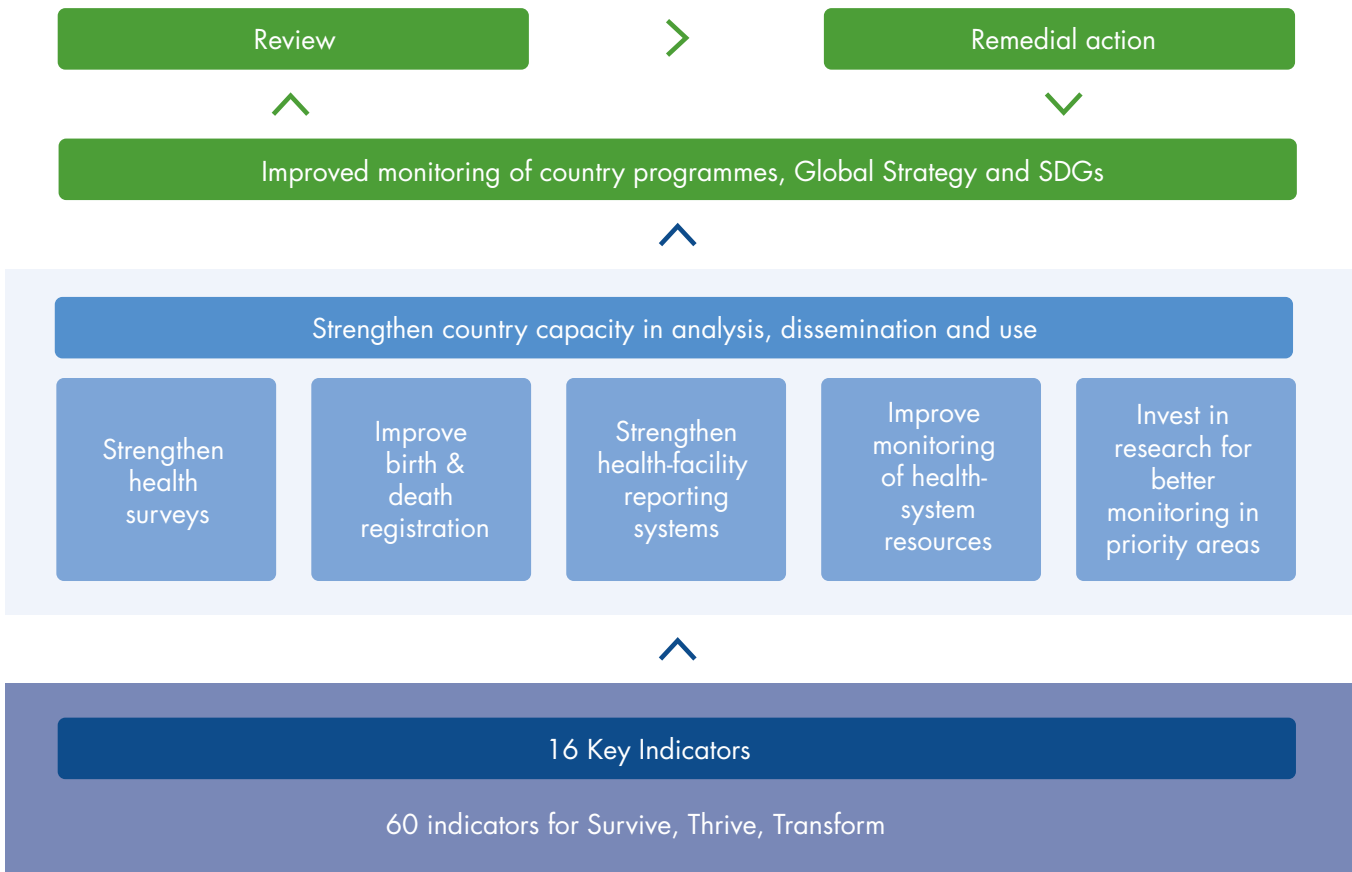 Review
>
Remedial action
Improved monitoring of country programmes, Global Strategy and SDGs
Strengthen country capacity in analysis, dissemination and use
Strengthen
health
surveys
Improve
birth &
death
registration
Strengthen
health-facility
reporting
systems
Improve
monitoring
of health-
system
resources
Invest in
research for
better
monitoring in
priority areas
16 Key Indicators
60 indicators for Survive, Thrive, Transform